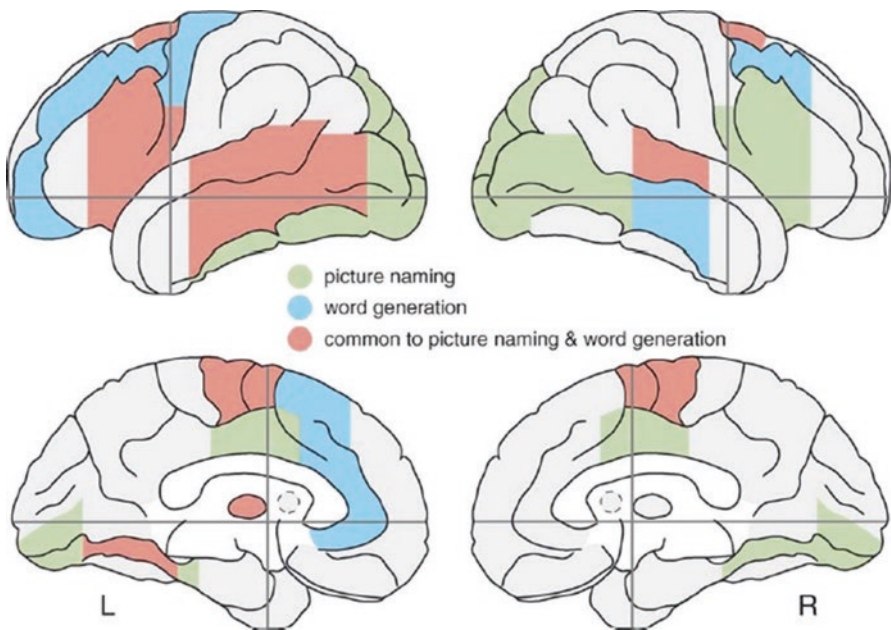 picture naming
word generation
common to picture naming & word generation
L
R